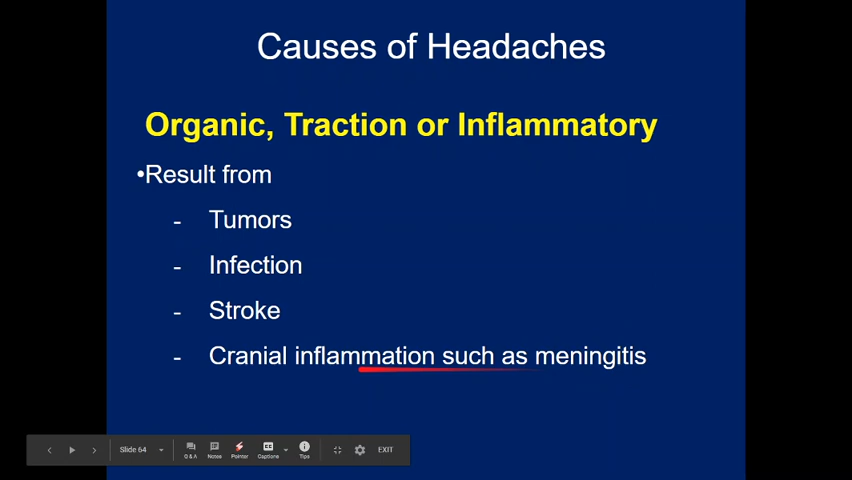 Causes of Headaches
Organic, Traction or Inflammatory
•Result from
- Tumors
- Infection
- Stroke
- Cranial inflammation such as meningitis
Slide 64
Q & A
Notes
Pointer
CC
Captions
Tips
EXIT